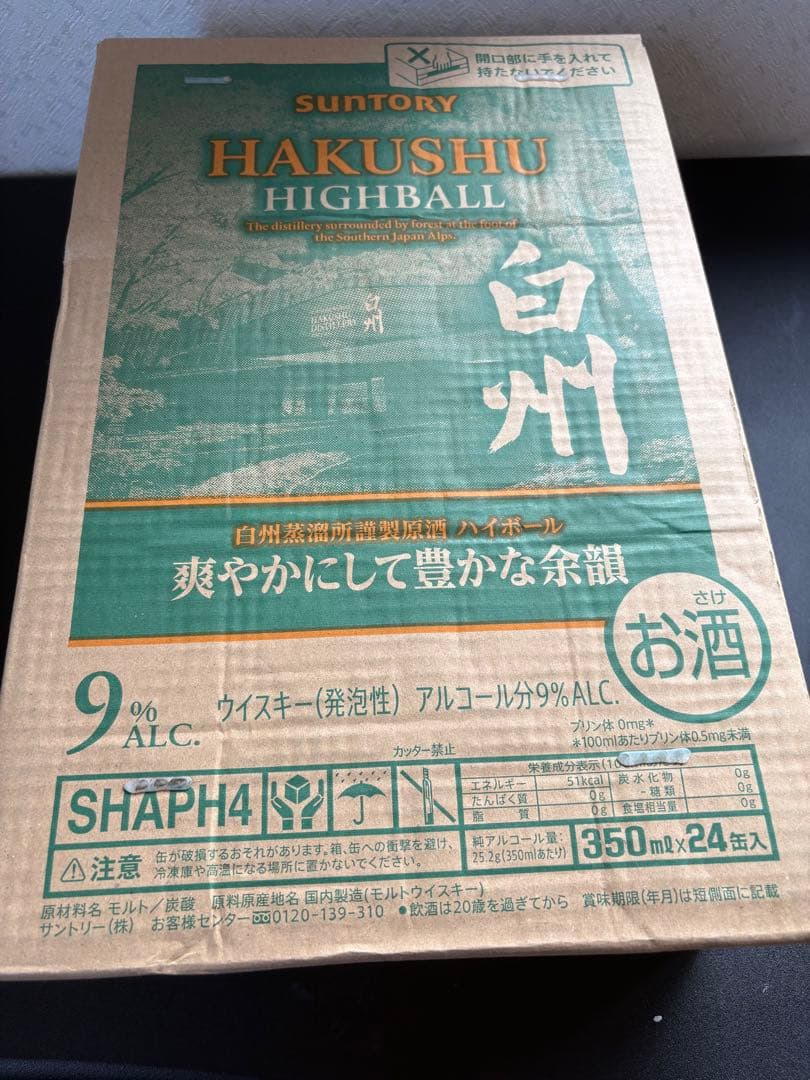 開口部に手を入れて
持たないでください
SUNTORY
HAKUSHU
HIGHBALL
The distillery surrounded by forest at the foot of
the Southern Japan Alps.
白州
HAKUSHU
DISTILLERY
白州
白州蒸溜所謹製原酒 ハイボール
爽やかにして豊かな余韻
さけ
お酒
9%
ALC.
ウイスキー(発泡性) アルコール分9%ALC.
プリン体 0mg*
*100mlあたりプリン体0.5mg未満
カッター禁止
SHAPH4
栄養成分表示(10
エネルギー 51kcal 炭水化物 0g
たんぱく質 0g -糖類 0g
脂質 0g 食塩相当量 0g
純アルコール量:
25.2g(350mlあたり)
350ml×24缶入
注意
缶が破損するおそれがあります。箱、缶への衝撃を避け、
冷凍庫や高温になる場所に置かないでください。
原材料名 モルト/炭酸 原料原産地名 国内製造(モルトウイスキー)
サントリー(株) お客様センター 0120-139-310 ●飲酒は20歳を過ぎてから 賞味期限(年月)は短側面に記載